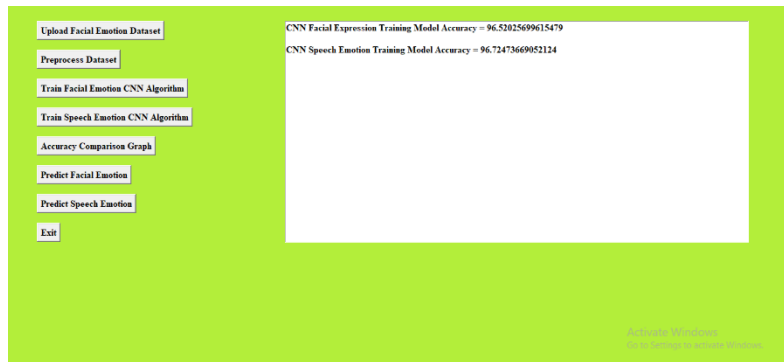 Upload Facial Emotion Dataset
Preprocess Dataset
Train Facial Emotion CNN Algorithm
Train Speech Emotion CNN Algorithm
Accuracy Comparison Graph
Predict Facial Emotion
Predict Speech Emotion
Exit
CNN Facial Expression Training Model Accuracy = 96.52025699615479
CNN Speech Emotion Training Model Accuracy = 96.72473669052124
Activate Windows
Go to Settings to activate Windows.